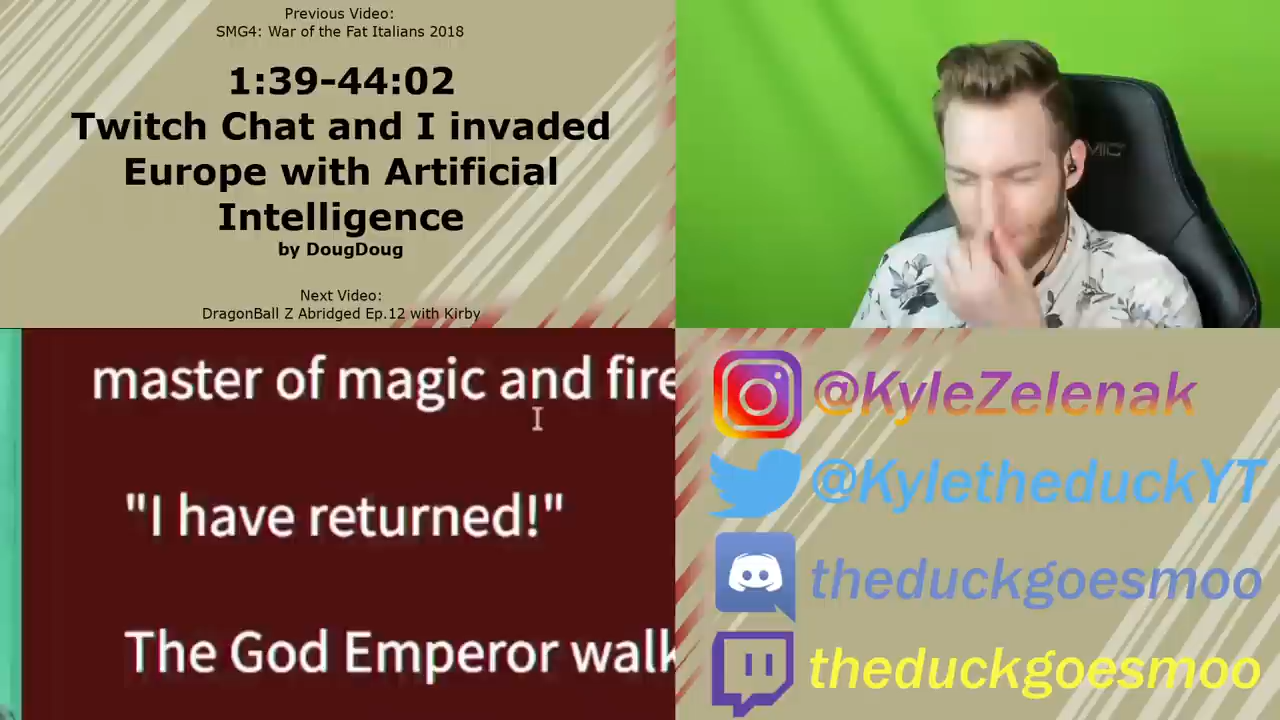 Previous Video:
SMG4: War of the Fat Italians 2018
1:39-44:02
Twitch Chat and I invaded
Europe with Artificial
Intelligence
by DougDoug
Next Video:
DragonBall Z Abridged Ep.12 with Kirby
master of magic and fire
"I have returned!"
The God Emperor walk
@KyleZelenak
@KyletheduckYT
theduckgoesmoo
theduckgoesmoo